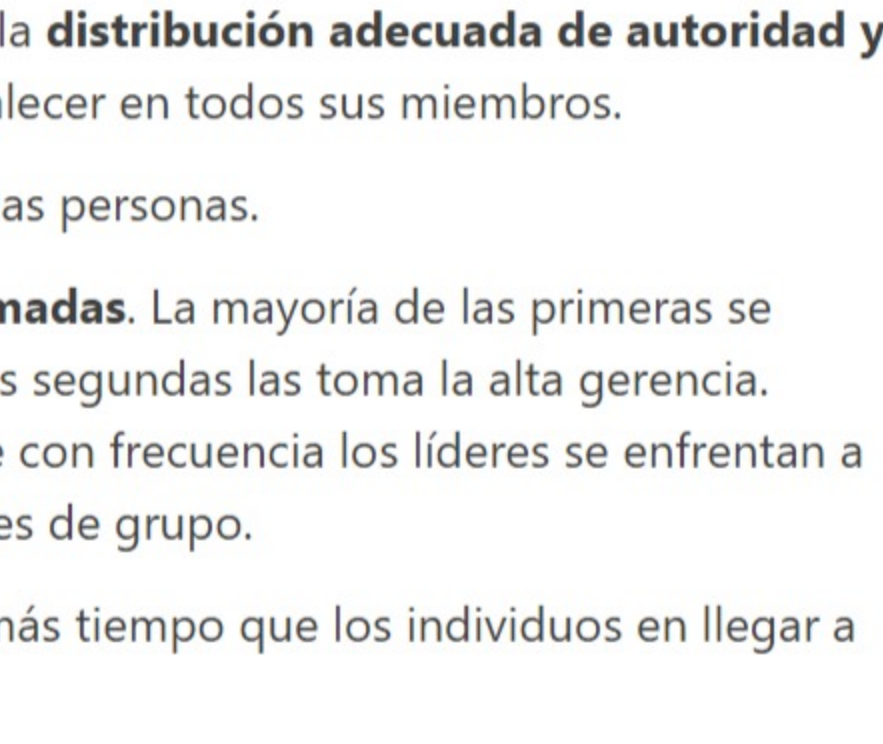 la distribución adecuada de autoridad y
lecer en todos sus miembros.
as personas.
madas. La mayoría de las primeras se
s segundas las toma la alta gerencia.
e con frecuencia los líderes se enfrentan a
es de grupo.
más tiempo que los individuos en llegar a